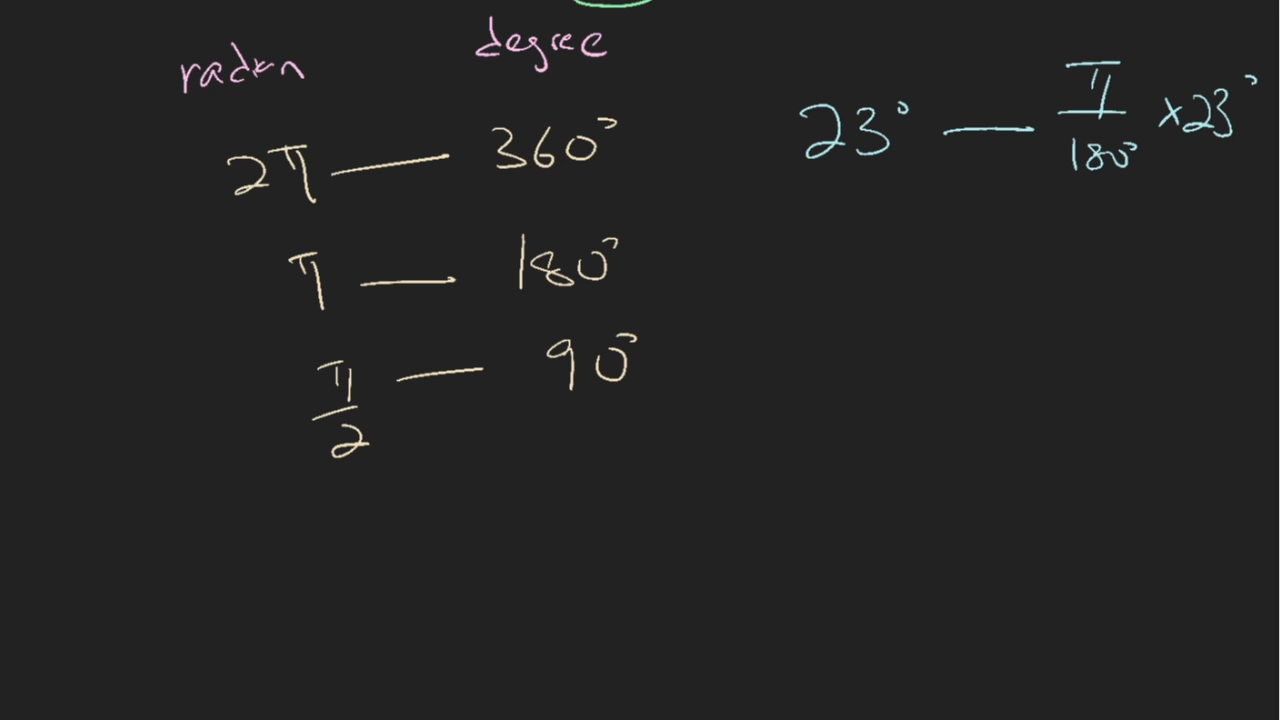 radian degree
2π — 360°
π — 180°
π/2 — 90°
23° — π/180° ×23°